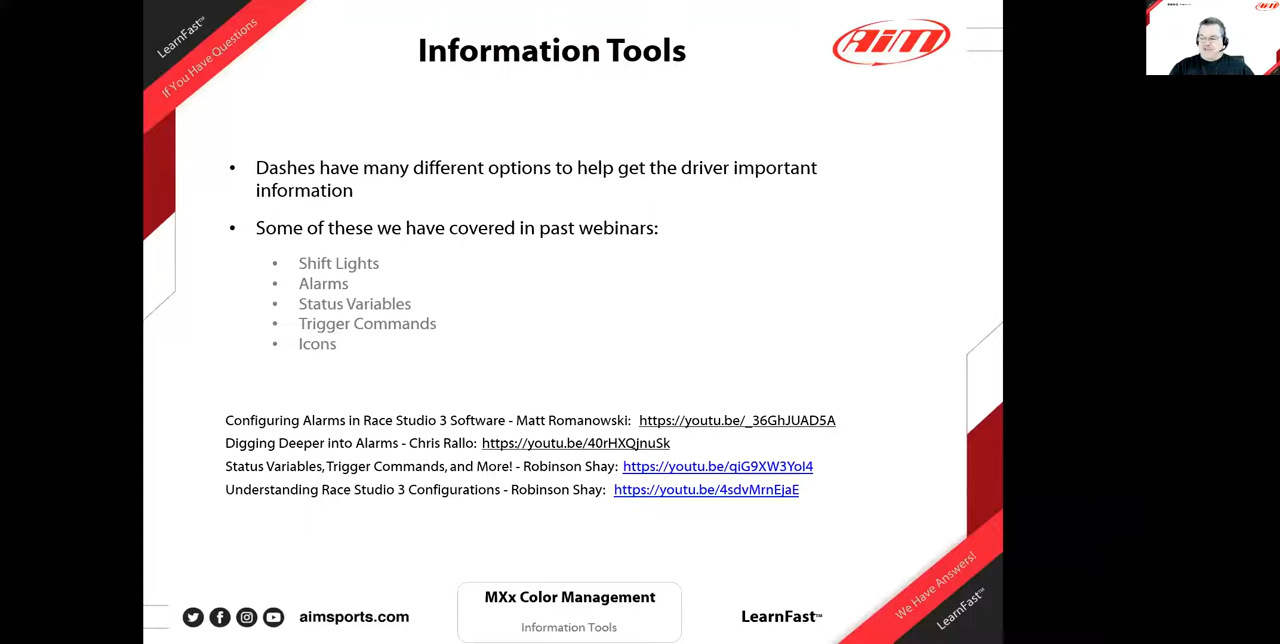 LearnFast™
If You Have Questions
Information Tools
AiM
• Dashes have many different options to help get the driver important
information
• Some of these we have covered in past webinars:
• Shift Lights
• Alarms
• Status Variables
• Trigger Commands
• Icons
Configuring Alarms in Race Studio 3 Software - Matt Romanowski: https://youtu.be/_36GhJUAD5A
Digging Deeper into Alarms - Chris Rallo: https://youtu.be/40rHXQjnuSk
Status Variables, Trigger Commands, and More! - Robinson Shay: https://youtu.be/qiG9XW3YoI4
Understanding Race Studio 3 Configurations - Robinson Shay: https://youtu.be/4sdvMrnEjaE
We Have Answers!
LearnFast™
aimsports.com
MXx Color Management
Information Tools
LearnFast™